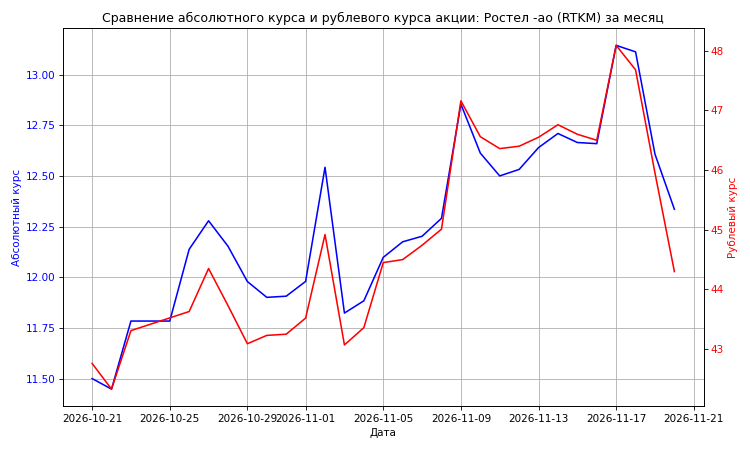 Сравнение абсолютного курса и рублевого курса акции: Ростел -ао (RTKM) за месяц
13.00
12.75
12.50
12.25
12.00
11.75
11.50
Абсолютный курс
48
47
46
45
44
43
Рублевый курс
2026-10-21 2026-10-25 2026-10-29 2026-11-01 2026-11-05 2026-11-09 2026-11-13 2026-11-17 2026-11-21
Дата